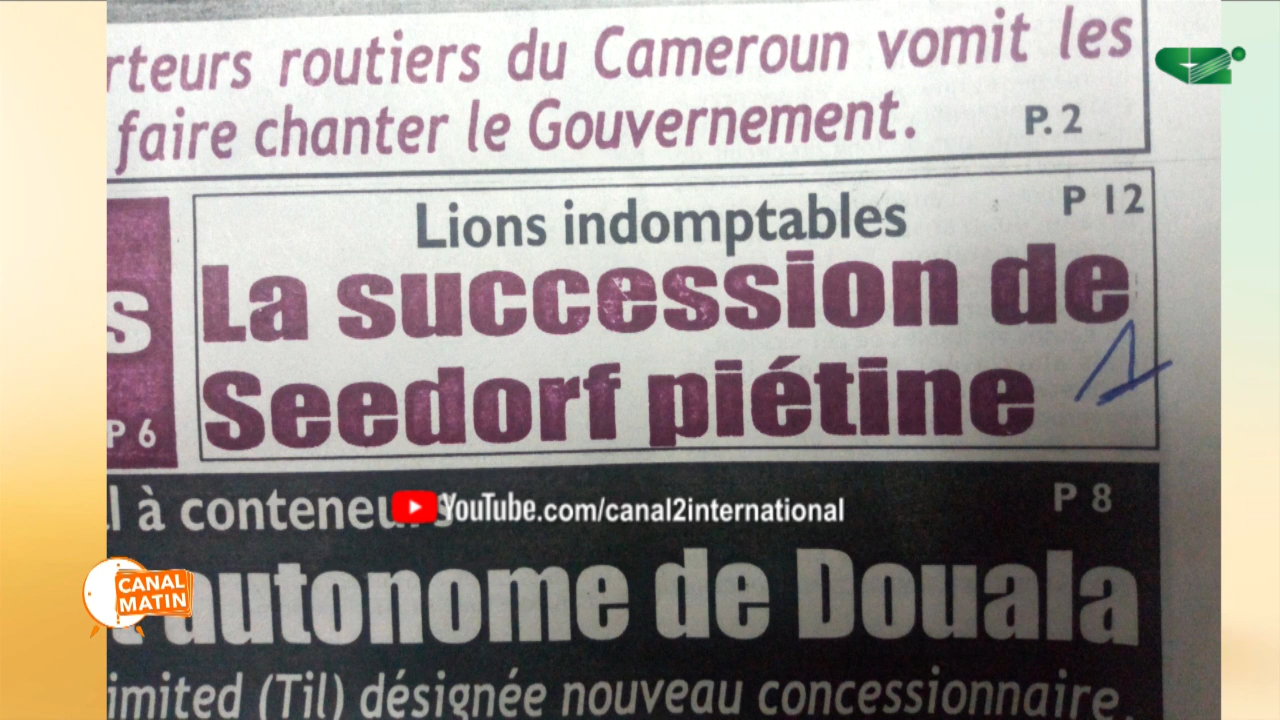 rteurs routiers du Cameroun vomit les
faire chanter le Gouvernement.
P. 2
Lions indomptables
P 12
La succession de
Seedorf piétine
s
P 6
l à conteneurs
P 8
YouTube.com/canal2international
autonome de Douala
CANAL
MATIN
imited (Til) désignée nouveau concessionnaire.